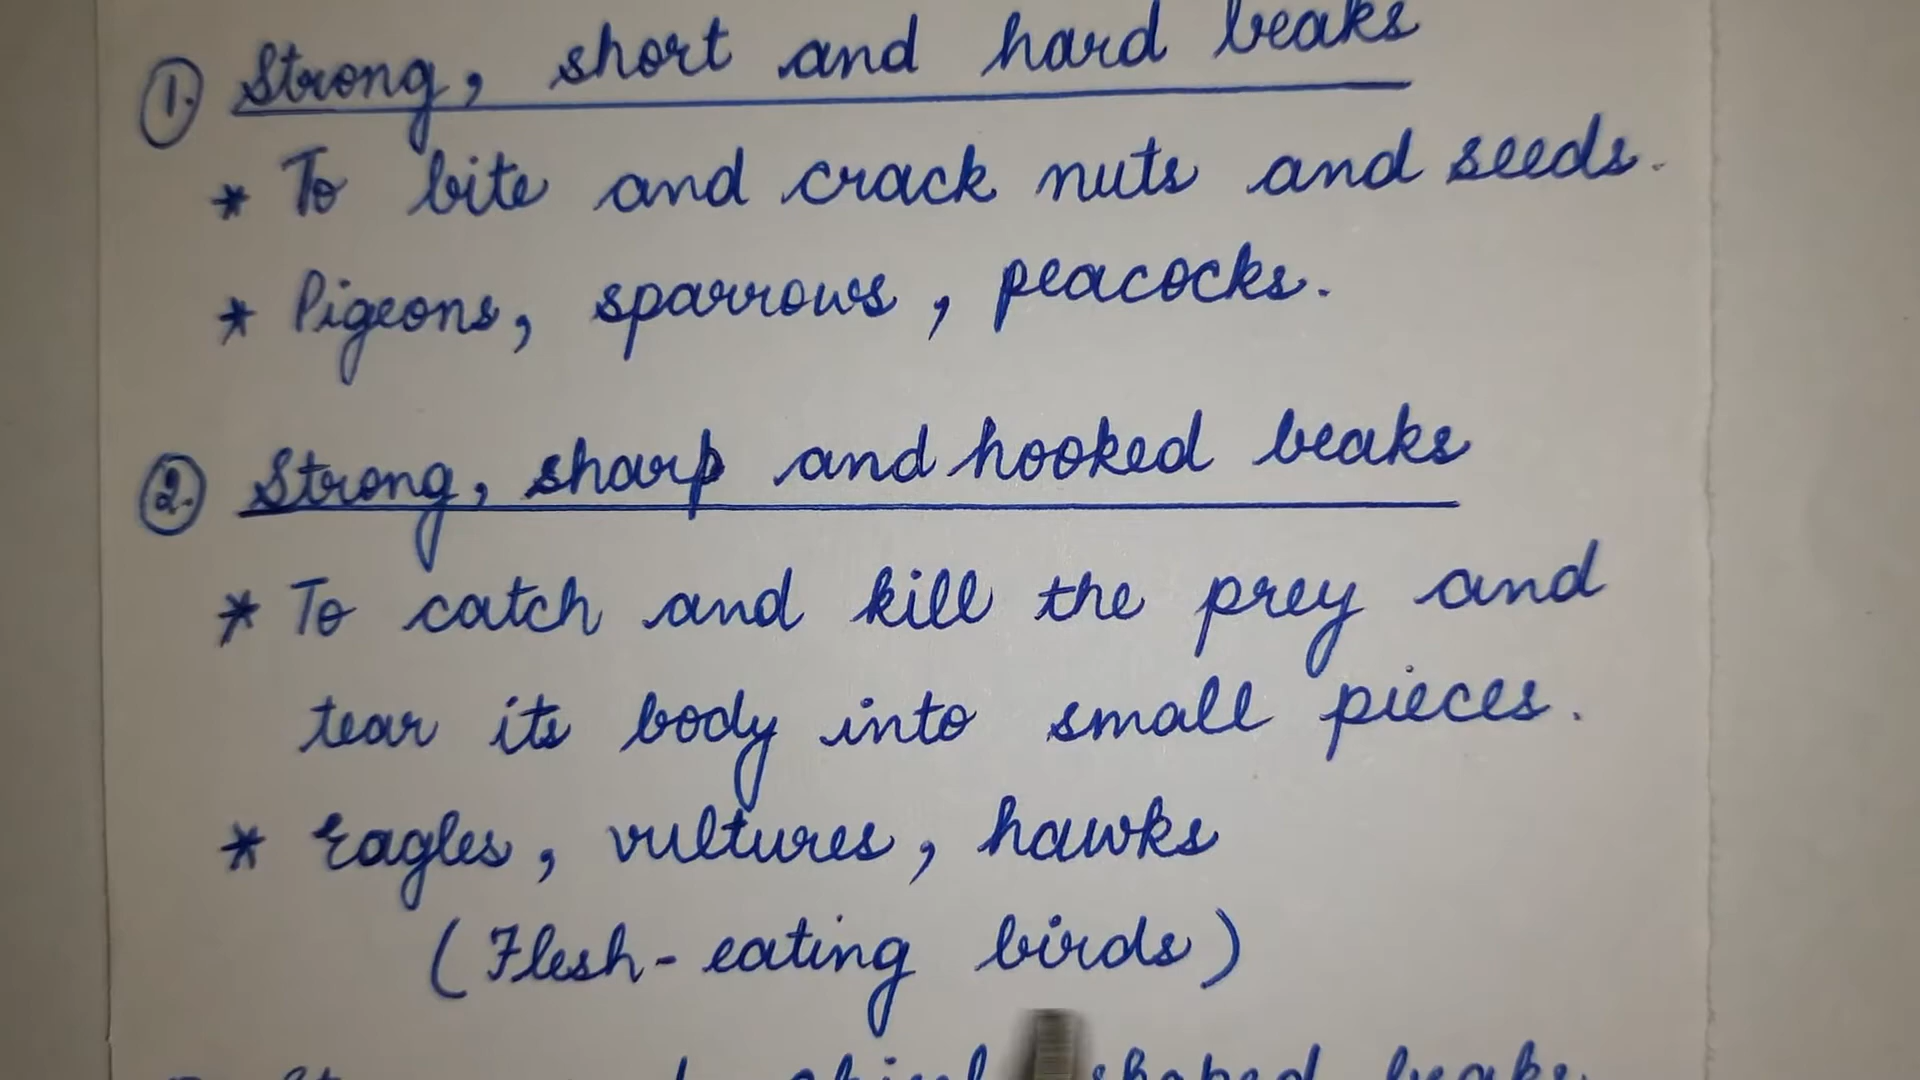 1. Strong, short and hard beaks
* To bite and crack nuts and seeds.
* Pigeons, sparrows, peacocks.
2. Strong, sharp and hooked beaks
* To catch and kill the prey and
tear its body into small pieces.
* Eagles, vultures, hawks
(Flesh-eating birds)
shaped beaks